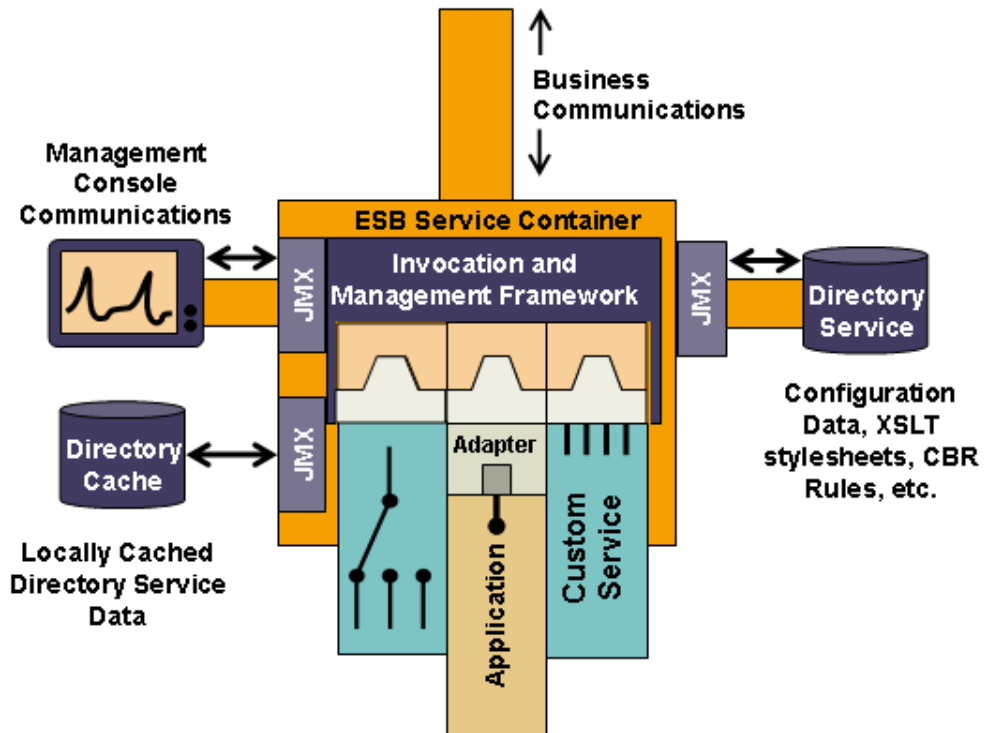 Business
Communications
Management
Console
Communications
ESB Service Container
JMX
Invocation and
Management Framework
JMX
Directory
Service
Configuration
Data, XSLT
stylesheets, CBR
Rules, etc.
Directory
Cache
JMX
Adapter
Application
Custom
Service
Locally Cached
Directory Service
Data